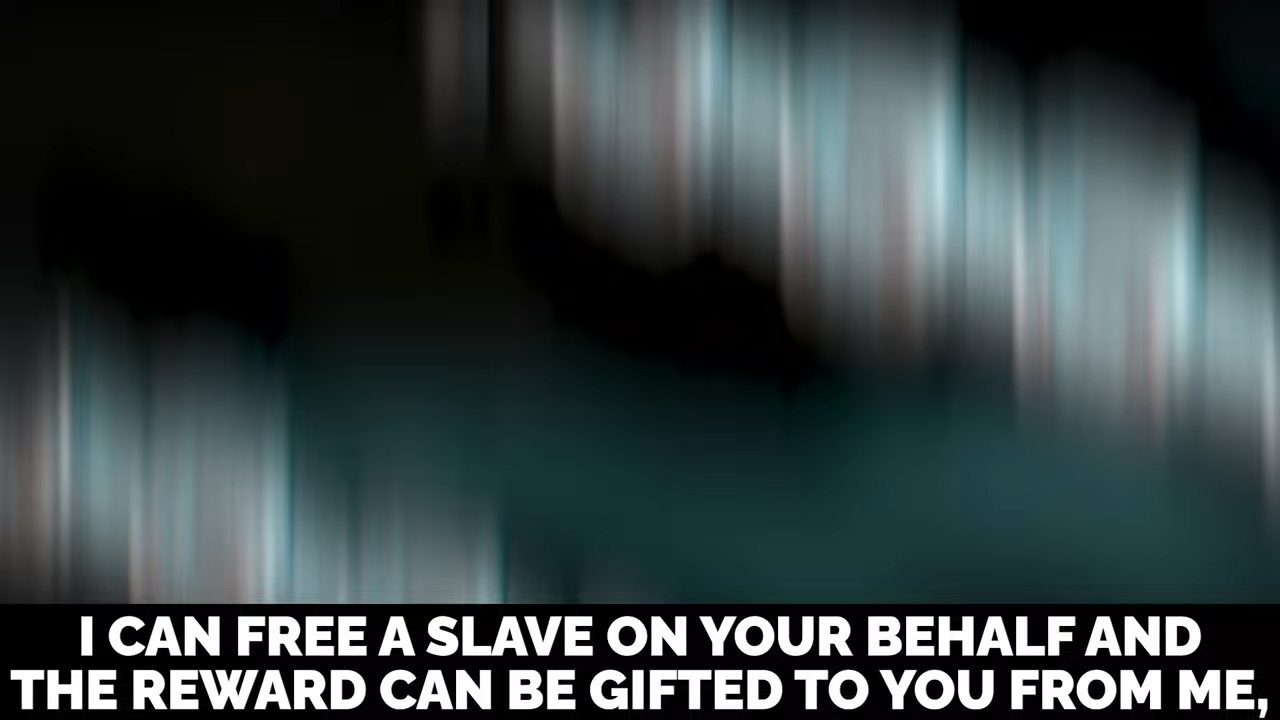 I CAN FREE A SLAVE ON YOUR BEHALF AND
THE REWARD CAN BE GIFTED TO YOU FROM ME,